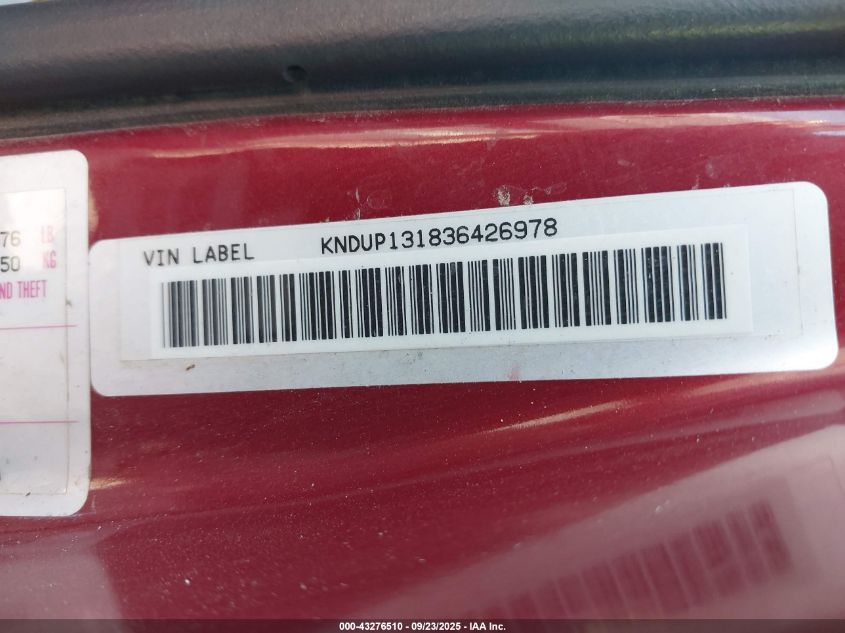 VIN LABEL KNDUP131836426978
76 LB
50 KG
ND THEFT
000-43276510 - 09/23/2025 - IAA Inc.